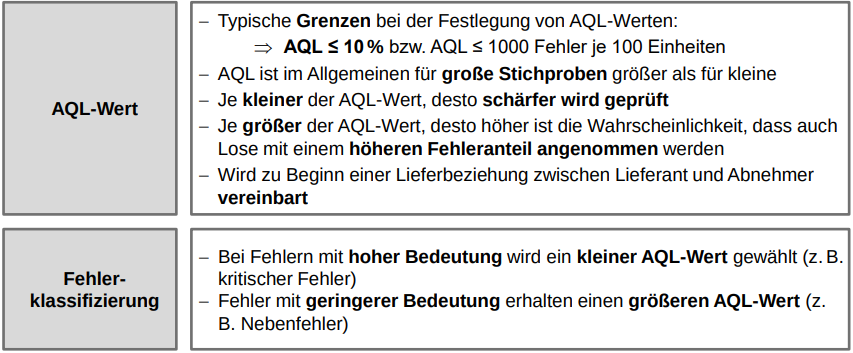 AQL-Wert
– Typische Grenzen bei der Festlegung von AQL-Werten:
⇒ AQL ≤ 10 % bzw. AQL ≤ 1000 Fehler je 100 Einheiten
– AQL ist im Allgemeinen für große Stichproben größer als für kleine
– Je kleiner der AQL-Wert, desto schärfer wird geprüft
– Je größer der AQL-Wert, desto höher ist die Wahrscheinlichkeit, dass auch
Lose mit einem höheren Fehleranteil angenommen werden
– Wird zu Beginn einer Lieferbeziehung zwischen Lieferant und Abnehmer
vereinbart
Fehler-
klassifizierung
– Bei Fehlern mit hoher Bedeutung wird ein kleiner AQL-Wert gewählt (z. B.
kritischer Fehler)
– Fehler mit geringerer Bedeutung erhalten einen größeren AQL-Wert (z.
B. Nebenfehler)